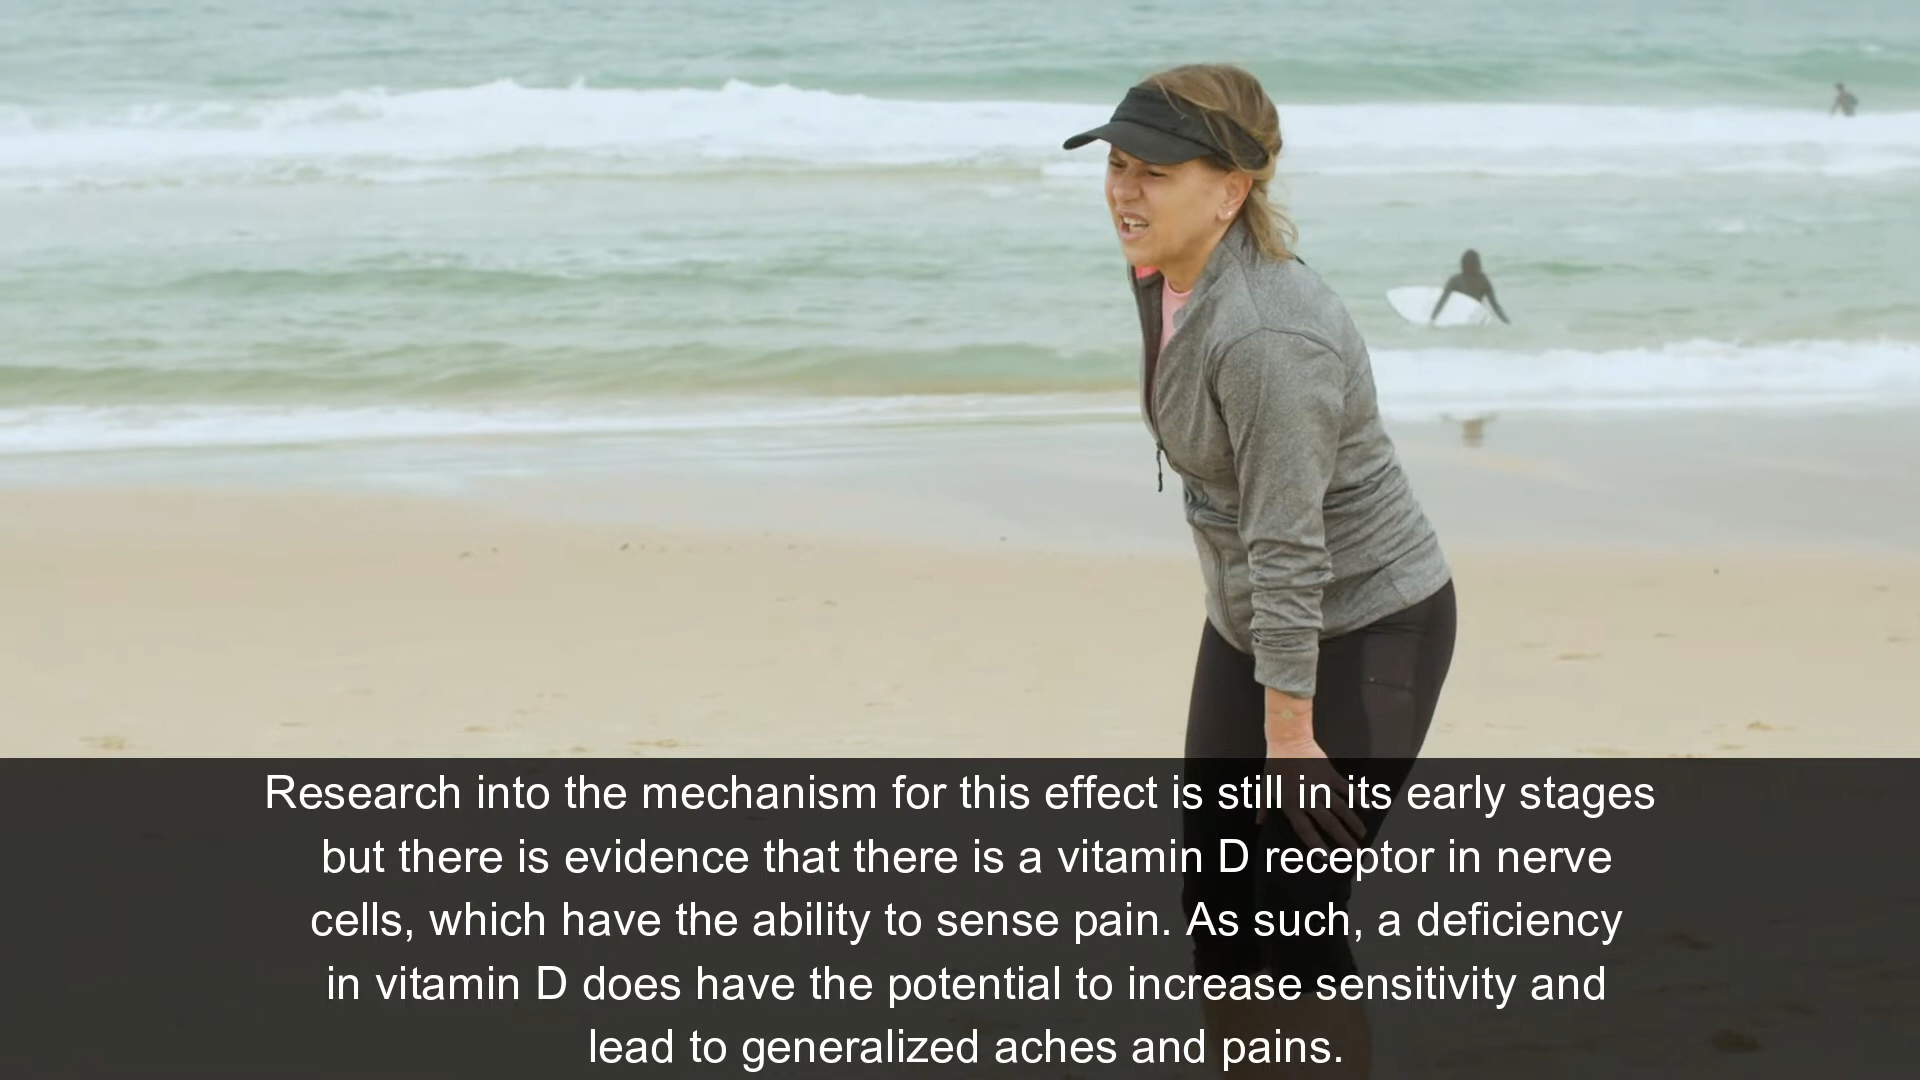 Research into the mechanism for this effect is still in its early stages
but there is evidence that there is a vitamin D receptor in nerve
cells, which have the ability to sense pain. As such, a deficiency
in vitamin D does have the potential to increase sensitivity and
lead to generalized aches and pains.